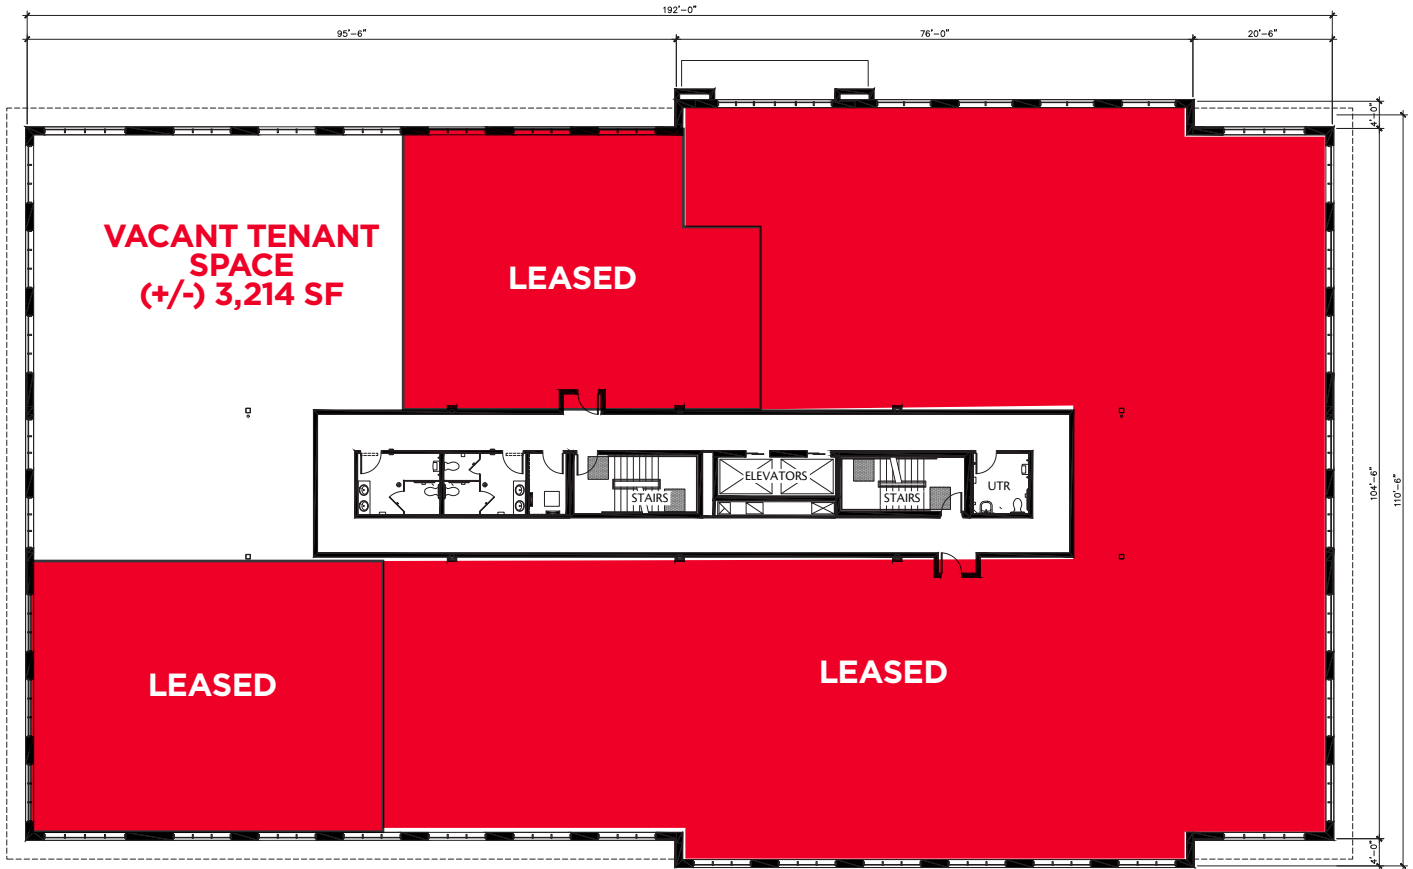 192'-0"
95'-6"
76'-0"
20'-6"
4'-0"
VACANT TENANT
SPACE
(+/-) 3,214 SF
LEASED
ELEVATORS
STAIRS
STAIRS
UTR
104'-6"
110'-6"
LEASED
LEASED
4'-0"